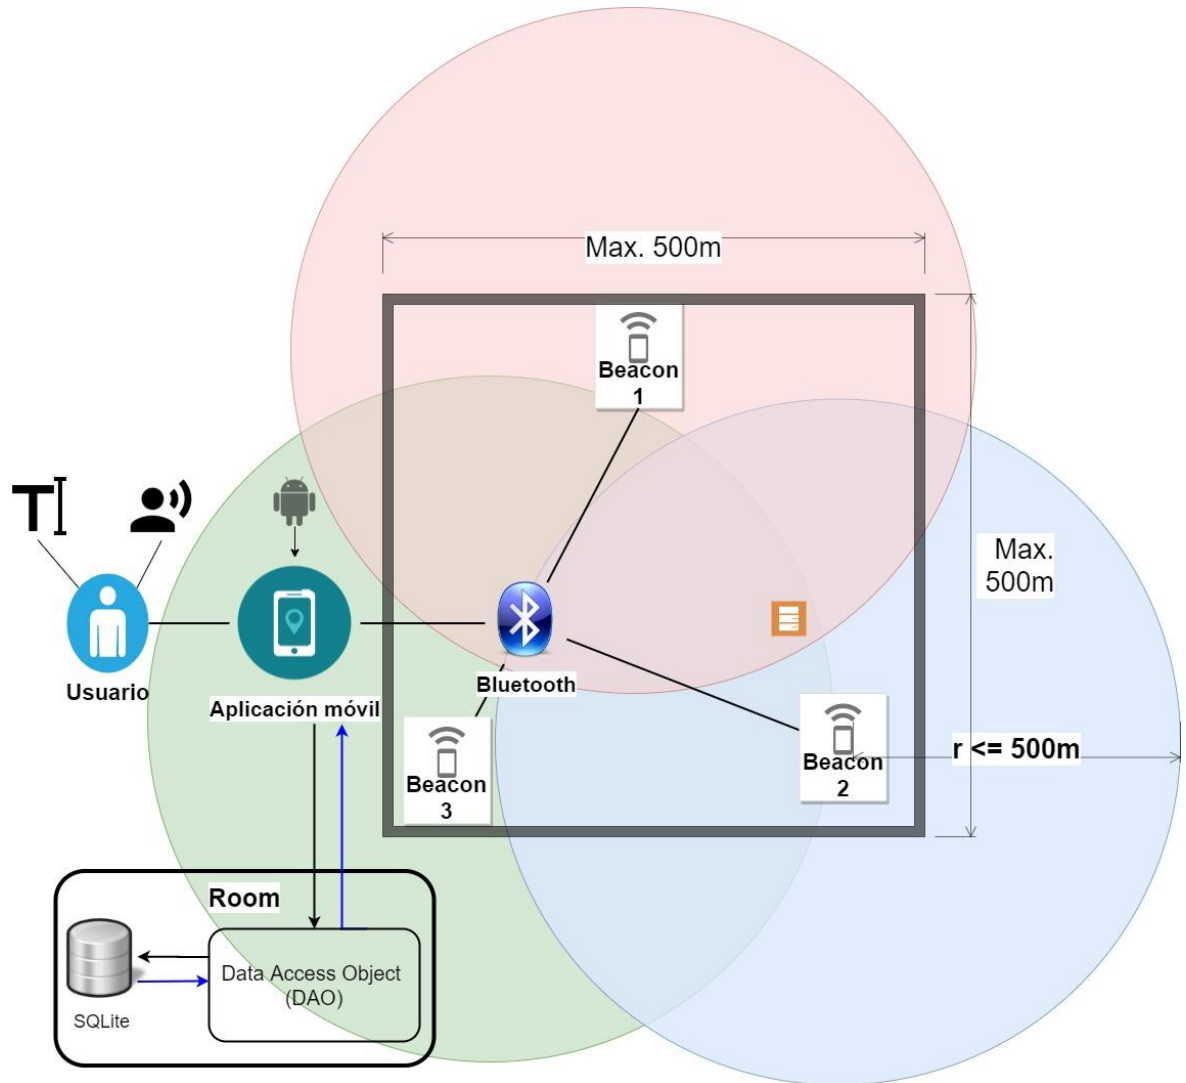 Max. 500m
Beacon
1
Max.
500m
T
Usuario
Aplicación móvil
Bluetooth
Beacon
3
Beacon
2
r <= 500m
Room
Data Access Object
(DAO)
SQLite